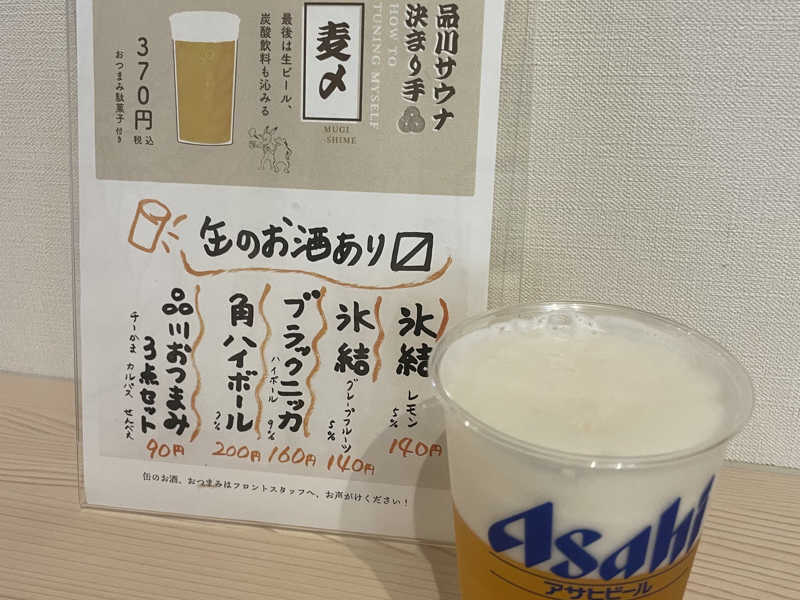 品川サウナ
決まり手
HOW TO
TUNING MYSELF
麦〆
MUGI
-SHIME
最後は生ビール、
炭酸飲料も沁みる
370円 税込
おつまみ駄菓子 付き
缶のお酒あり〼
氷結
レモン
5%
140円
氷結
グレープフルーツ
5%
140円
ブラックニッカ
ハイボール
9%
160円
角ハイボール
7%
200円
品川おつまみ
3点セット
チーかま カルパス せんべえ
90円
缶のお酒、おつまみはフロントスタッフへ、お声がけください!
Asahi
アサヒビール